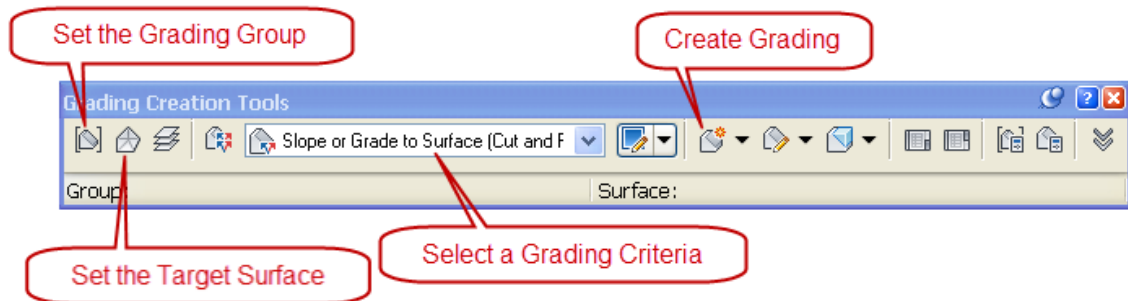 Set the Grading Group
Create Grading
Grading Creation Tools
Slope or Grade to Surface (Cut and F
Group:
Surface:
Select a Grading Criteria
Set the Target Surface